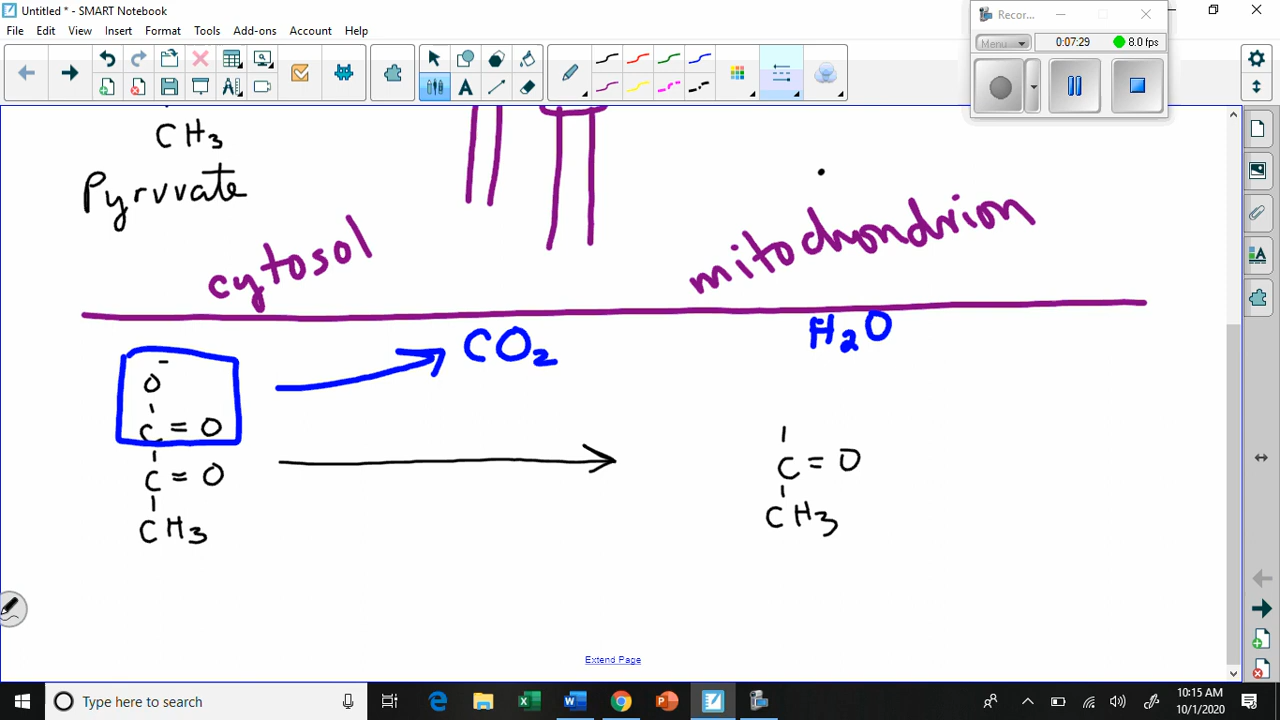 Untitled * - SMART Notebook
File Edit View Insert Format Tools Add-ons Account Help
Recor...
Menu
0:07:29
8.0 fps
CH3
Pyruvate
cytosol
mitochondrion
CO2
H2O
O-
C = O
C = O
CH3
C = O
CH3
Extend Page
Type here to search
10:15 AM
10/1/2020